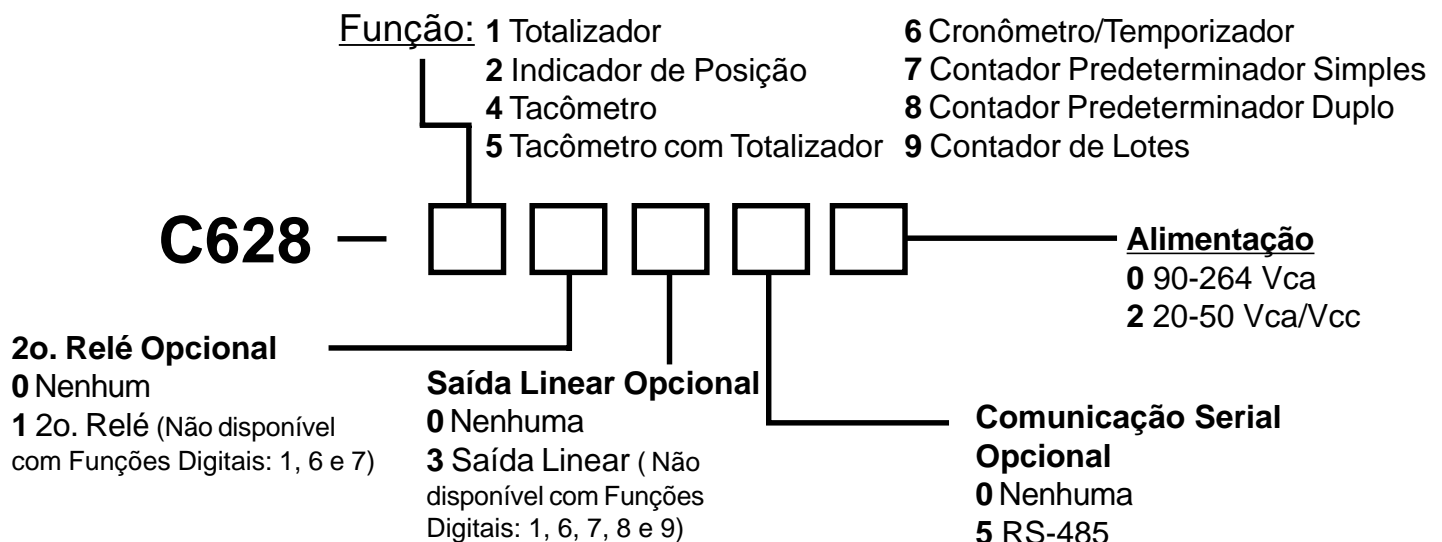 Função:
1 Totalizador
2 Indicador de Posição
4 Tacômetro
5 Tacômetro com Totalizador
6 Cronômetro/Temporizador
7 Contador Predeterminador Simples
8 Contador Predeterminador Duplo
9 Contador de Lotes
C628 —
Alimentação
0 90-264 Vca
2 20-50 Vca/Vcc
2o. Relé Opcional
0 Nenhum
1 2o. Relé (Não disponível
com Funções Digitais: 1, 6 e 7)
Saída Linear Opcional
0 Nenhuma
3 Saída Linear ( Não
disponível com Funções
Digitais: 1, 6, 7, 8 e 9)
Comunicação Serial
Opcional
0 Nenhuma
5 RS-485